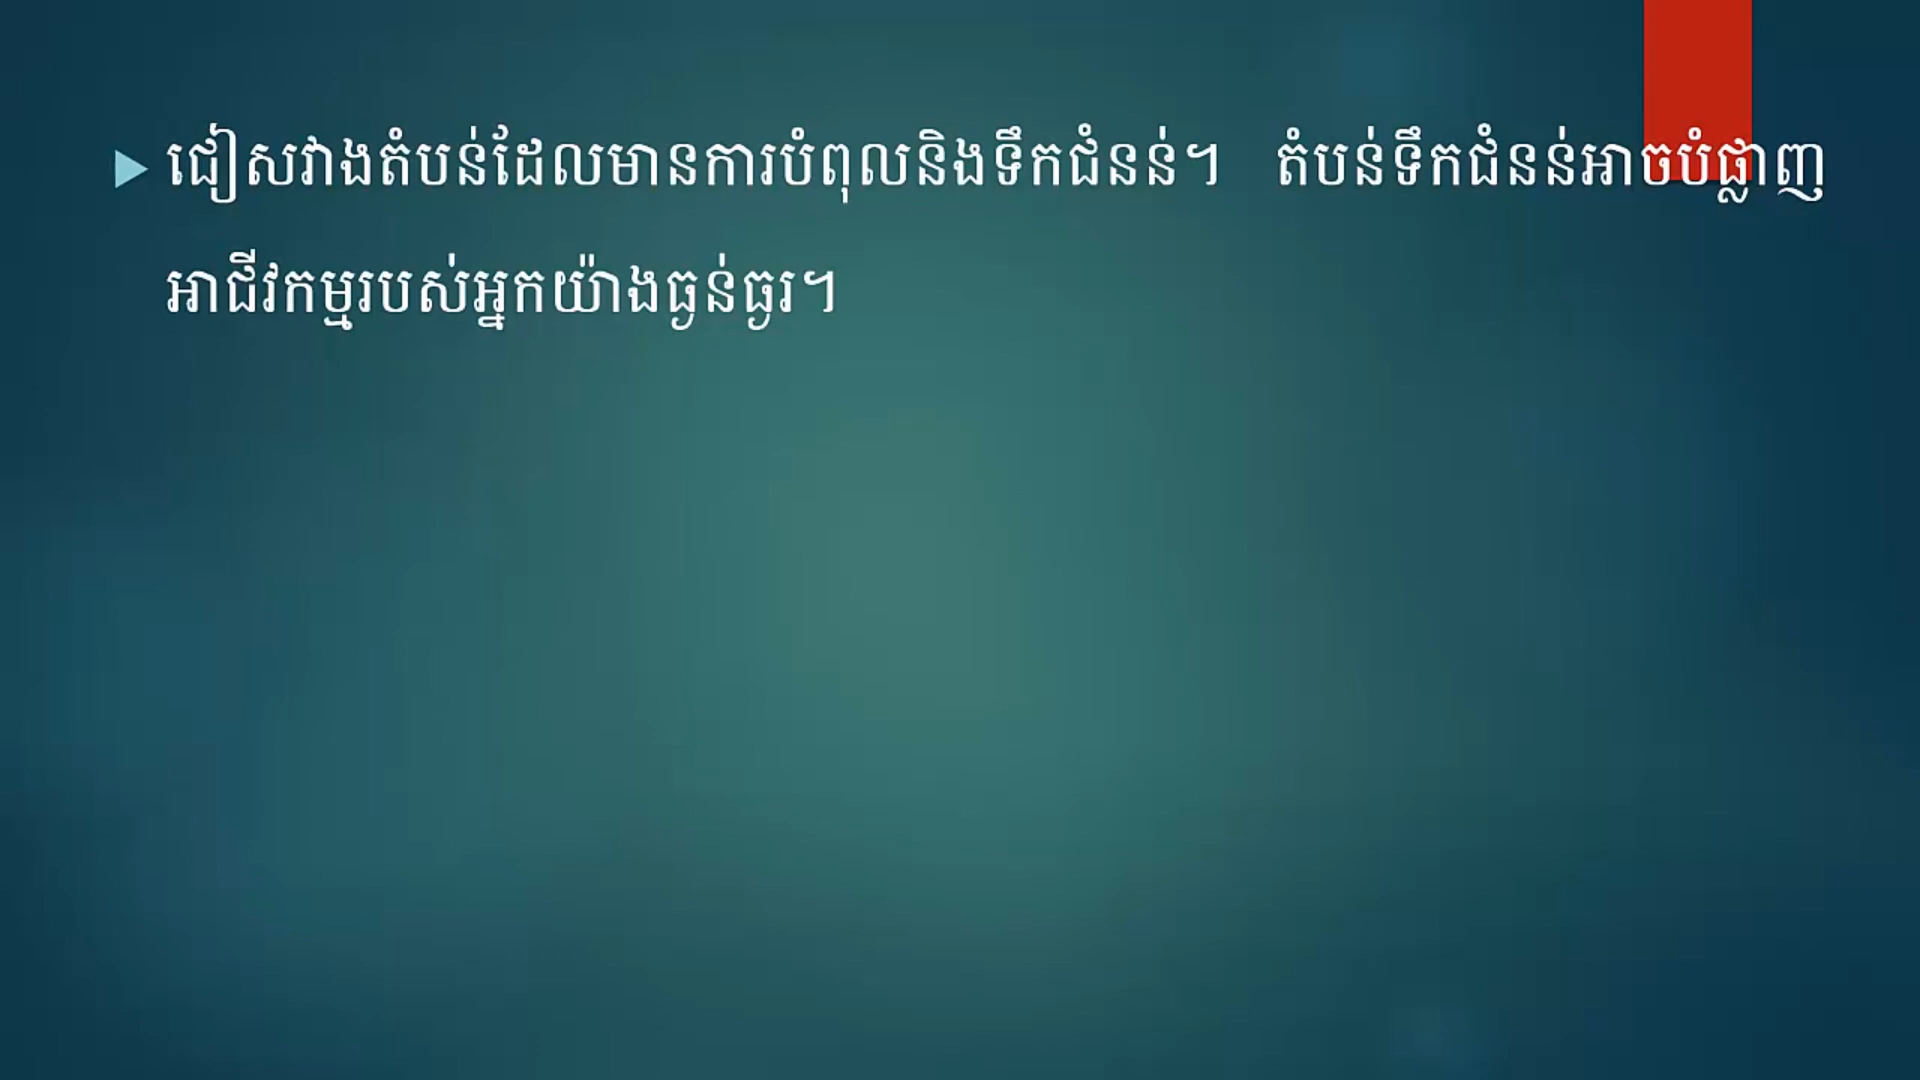 ជៀសវាងតំបន់ដែលមានការបំពុលនិងទឹកជំនន់។ តំបន់ទឹកជំនន់អាចបំផ្លាញ
អាជីវកម្មរបស់អ្នកយ៉ាងធ្ងន់ធ្ងរ។